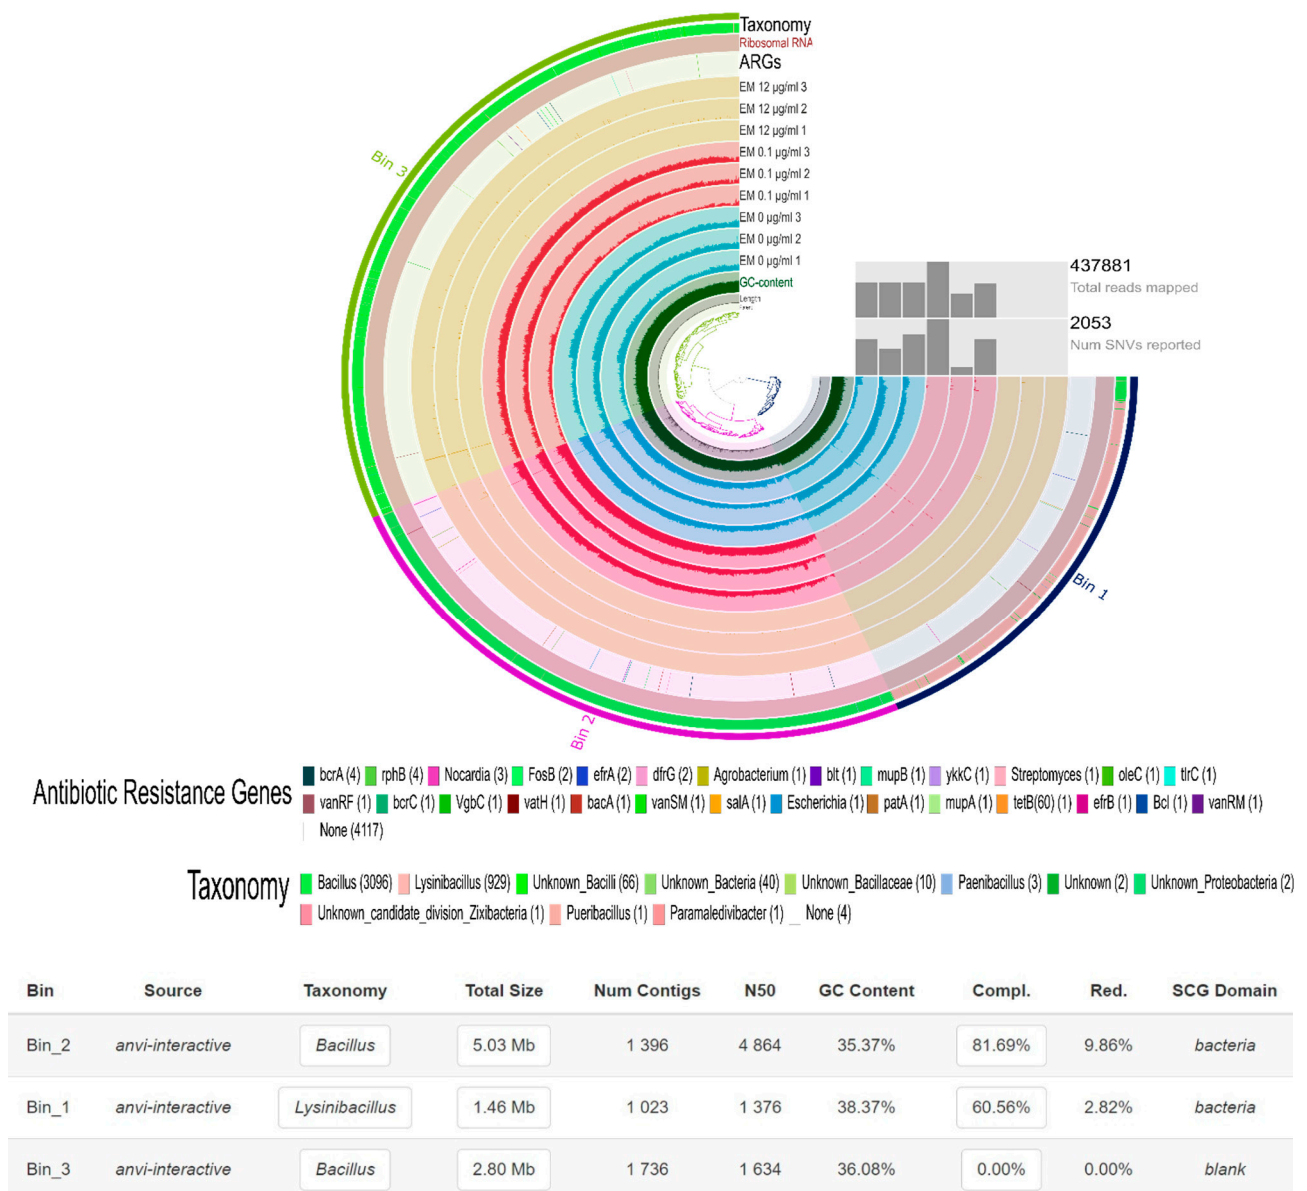 Taxonomy
Ribosomal RNA
ARGs
EM 12 µg/ml 3
EM 12 µg/ml 2
EM 12 µg/ml 1
EM 0.1 µg/ml 3
EM 0.1 µg/ml 2
EM 0.1 µg/ml 1
EM 0 µg/ml 3
EM 0 µg/ml 2
EM 0 µg/ml 1
GC-content
Length
437881
Total reads mapped
2053
Num SNVs reported
Bin 3
Bin 1
Bin 2
Antibiotic Resistance Genes
bcrA (4) rphB (4) Nocardia (3) FosB (2) efrA (2) dfrG (2) Agrobacterium (1) blt (1) mupB (1) ykkC (1) Streptomyces (1) oleC (1) tlrC (1)
vanRF (1) bcrC (1) VgbC (1) vatH (1) bacA (1) vanSM (1) salA (1) Escherichia (1) patA (1) mupA (1) tetB(60) (1) efrB (1) Bcl (1) vanRM (1)
None (4117)
Taxonomy
Bacillus (3096) Lysinibacillus (929) Unknown_Bacilli (66) Unknown_Bacteria (40) Unknown_Bacillaceae (10) Paenibacillus (3) Unknown (2) Unknown_Proteobacteria (2)
Unknown_candidate_division_Zixibacteria (1) Pueribacillus (1) Paramaledivibacter (1) None (4)
Bin Source Taxonomy Total Size Num Contigs N50 GC Content Compl. Red. SCG Domain
Bin_2 anvi-interactive Bacillus 5.03 Mb 1 396 4 864 35.37% 81.69% 9.86% bacteria
Bin_1 anvi-interactive Lysinibacillus 1.46 Mb 1 023 1 376 38.37% 60.56% 2.82% bacteria
Bin_3 anvi-interactive Bacillus 2.80 Mb 1 736 1 634 36.08% 0.00% 0.00% blank